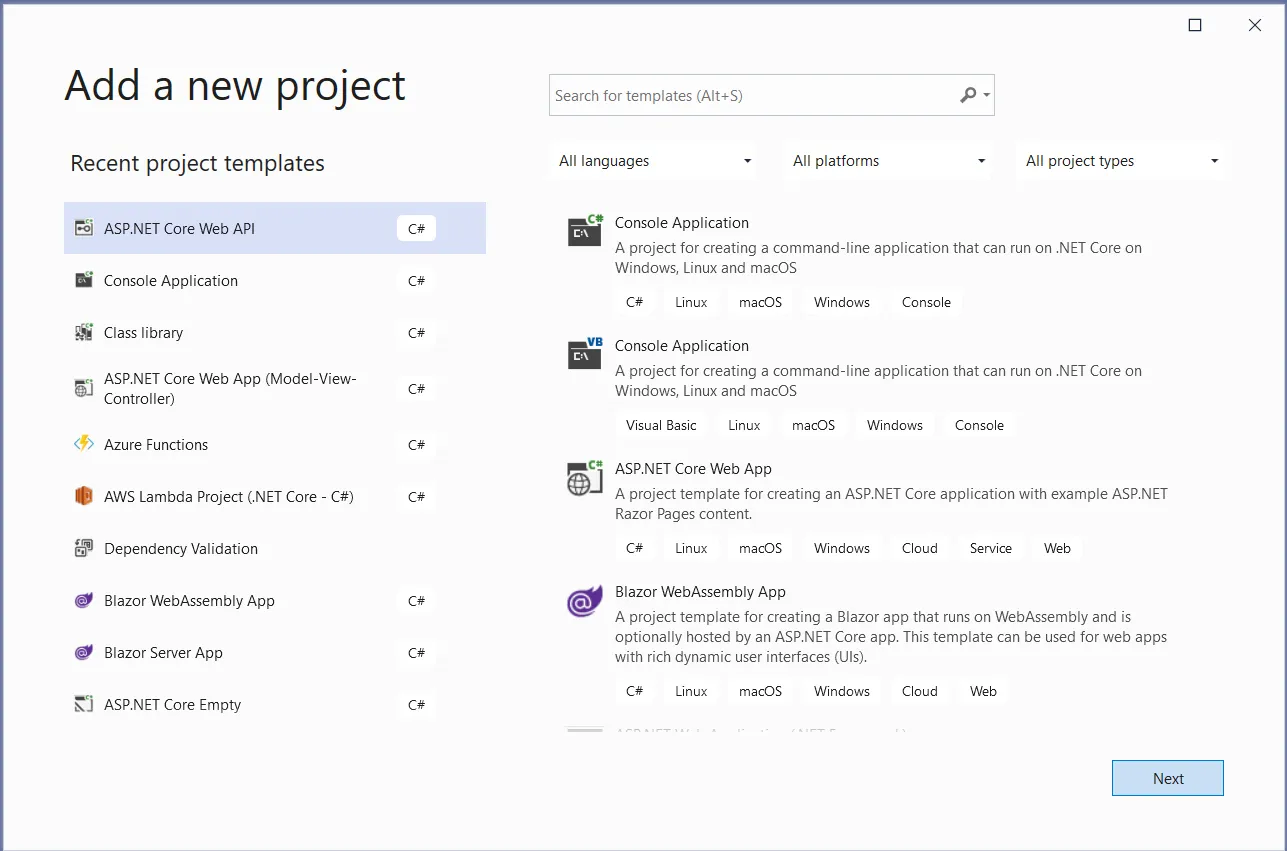 Add a new project
Search for templates (Alt+S)
Recent project templates
All languages
All platforms
All project types
ASP.NET Core Web API C#
Console Application C#
Class library C#
ASP.NET Core Web App (Model-View-
Controller) C#
Azure Functions C#
AWS Lambda Project (.NET Core - C#) C#
Dependency Validation
Blazor WebAssembly App C#
Blazor Server App C#
ASP.NET Core Empty C#
C#
Console Application
A project for creating a command-line application that can run on .NET Core on
Windows, Linux and macOS
C# Linux macOS Windows Console
VB
Console Application
A project for creating a command-line application that can run on .NET Core on
Windows, Linux and macOS
Visual Basic Linux macOS Windows Console
C#
ASP.NET Core Web App
A project template for creating an ASP.NET Core application with example ASP.NET
Razor Pages content.
C# Linux macOS Windows Cloud Service Web
Blazor WebAssembly App
A project template for creating a Blazor app that runs on WebAssembly and is
optionally hosted by an ASP.NET Core app. This template can be used for web apps
with rich dynamic user interfaces (UIs).
C# Linux macOS Windows Cloud Web
Next